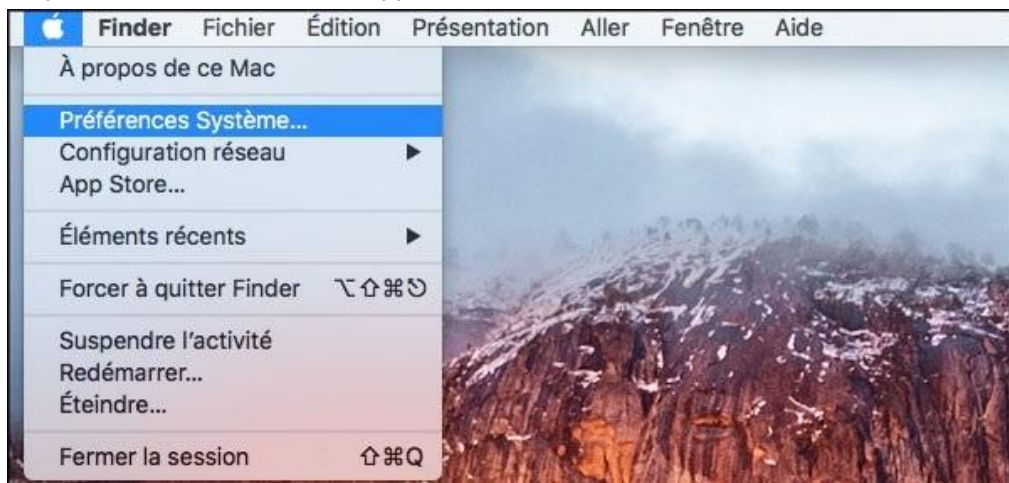 Finder Fichier Édition Présentation Aller Fenêtre Aide
À propos de ce Mac
Préférences Système...
Configuration réseau ▶
App Store...
Éléments récents ▶
Forcer à quitter Finder ⌥⇧⌘⎋
Suspendre l’activité
Redémarrer...
Éteindre...
Fermer la session ⇧⌘Q